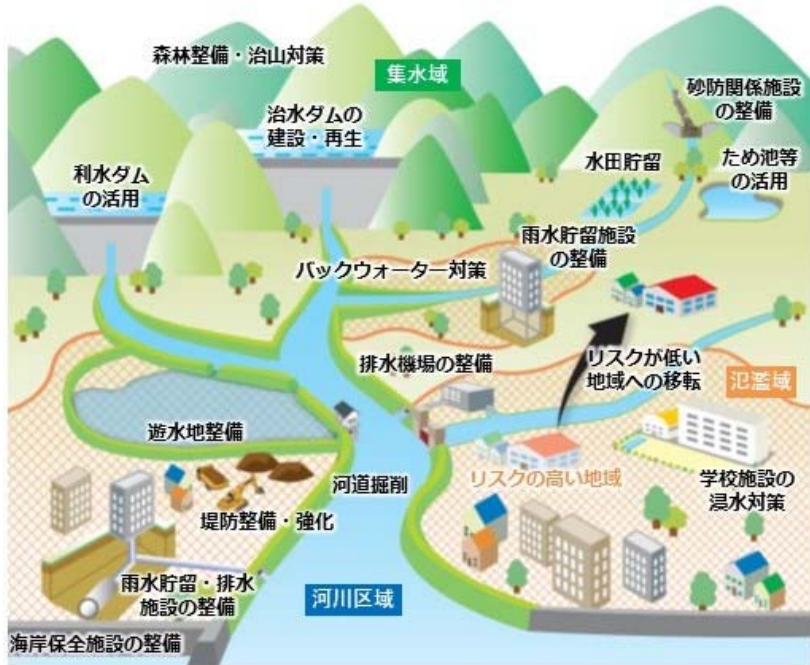 森林整備・治山対策
集水域
砂防関係施設
の整備
治水ダムの
建設・再生
水田貯留
ため池等
の活用
利水ダム
の活用
雨水貯留施設
の整備
バックウォーター対策
排水機場の整備
リスクが低い
地域への移転
氾濫域
遊水地整備
河道掘削
リスクの高い地域
学校施設の
浸水対策
堤防整備・強化
雨水貯留・排水
施設の整備
河川区域
海岸保全施設の整備